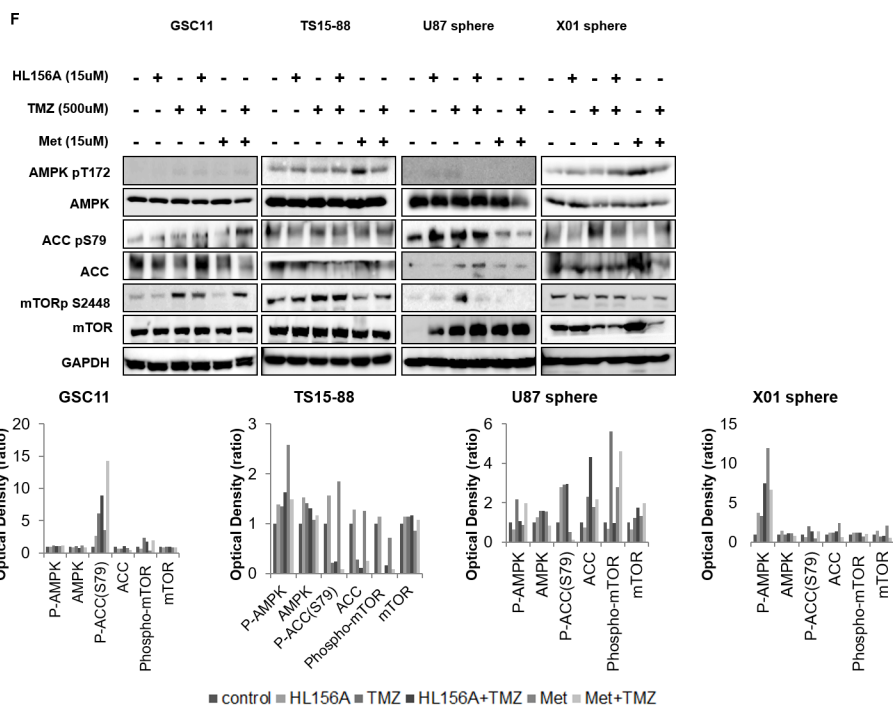 F
GSC11 TS15-88 U87 sphere X01 sphere
HL156A (15uM) - + - + - - - + - + - - - + - + - - - + - + - -
TMZ (500uM) - - + + - + - - + + - + - - + + - + - - + + - +
Met (15uM) - - - - + + - - - - + + - - - - + + - - - - + +
AMPK pT172
AMPK
ACC pS79
ACC
mTORp S2448
mTOR
GAPDH
GSC11
Optical Density (ratio)
20
15
10
5
0
P-AMPK
AMPK
P-ACC(S79)
ACC
Phospho-mTOR
mTOR
TS15-88
Optical Density (ratio)
3
2
1
0
P-AMPK
AMPK
P-ACC(S79)
ACC
Phospho-mTOR
mTOR
U87 sphere
Optical Density (ratio)
6
4
2
0
P-AMPK
AMPK
P-ACC(S79)
ACC
Phospho-mTOR
mTOR
X01 sphere
Optical Density (ratio)
15
10
5
0
P-AMPK
AMPK
P-ACC(S79)
ACC
Phospho-mTOR
mTOR
control HL156A TMZ HL156A+TMZ Met Met+TMZ